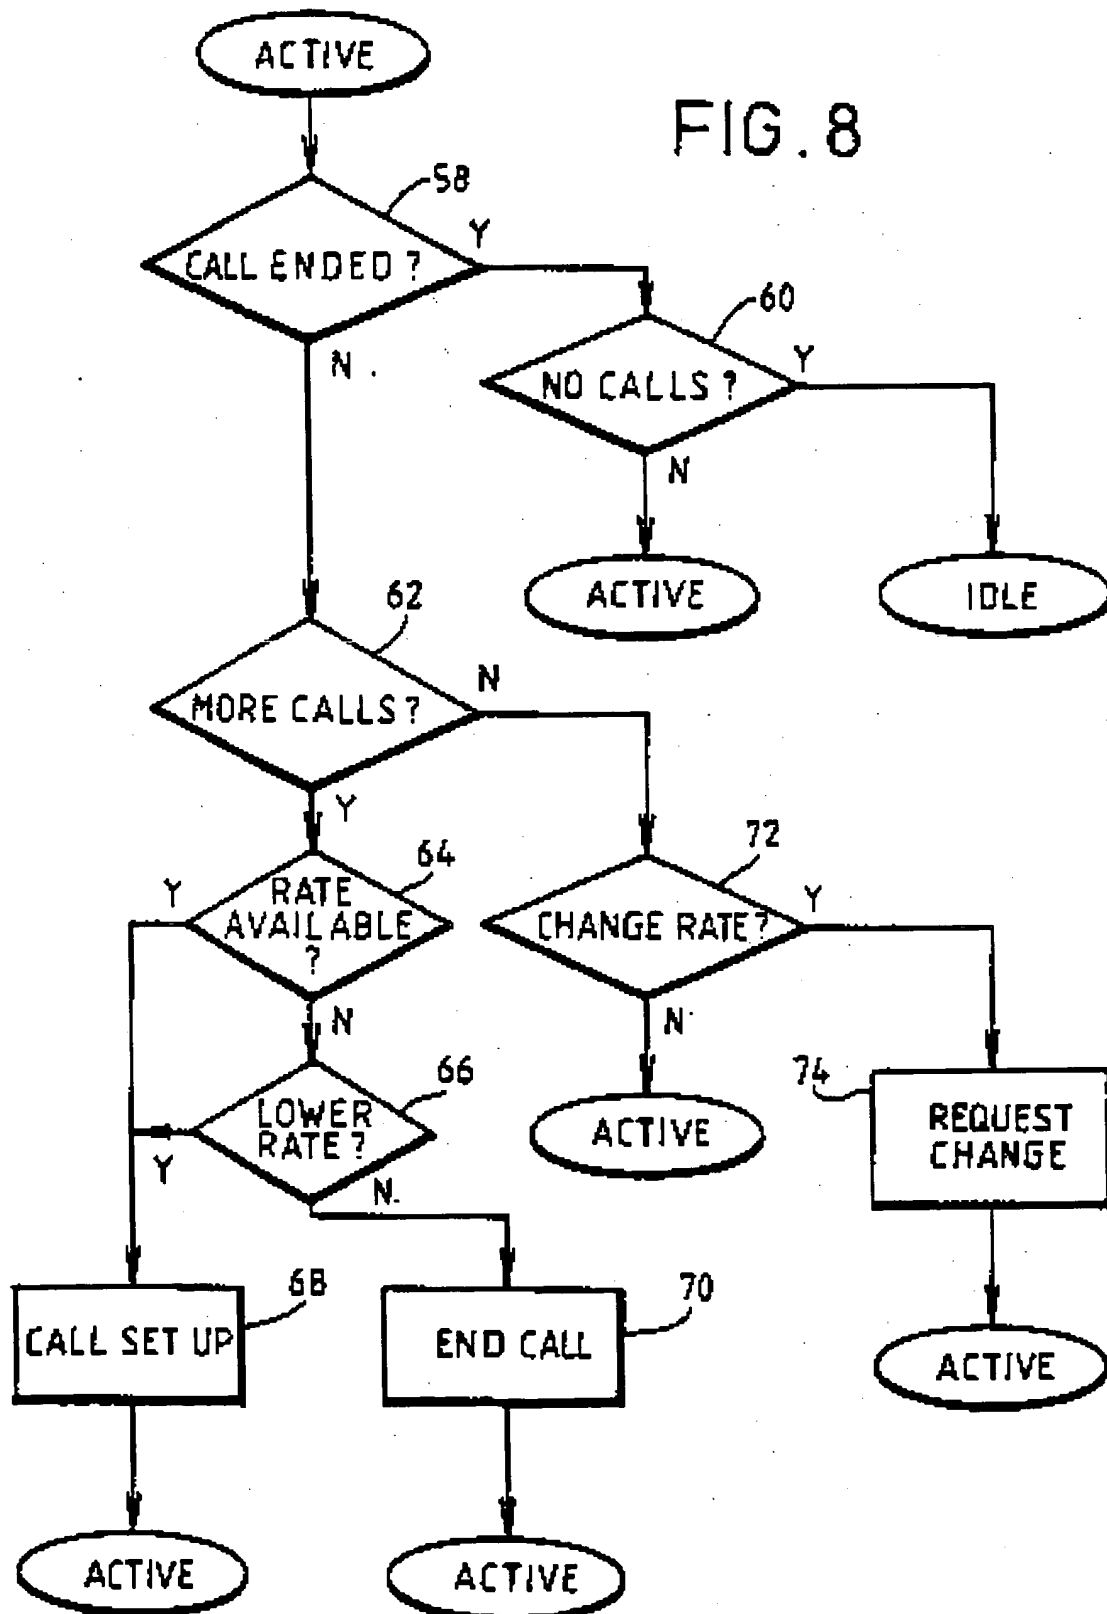 ACTIVE
FIG. 8
58
CALL ENDED ?
Y
N
60
NO CALLS ?
Y
N
ACTIVE
IDLE
62
MORE CALLS ?
N
Y
64
RATE
AVAILABLE
?
Y
N
72
CHANGE RATE ?
Y
N
66
LOWER
RATE ?
Y
N
ACTIVE
74
REQUEST
CHANGE
68
CALL SET UP
70
END CALL
ACTIVE
ACTIVE
ACTIVE